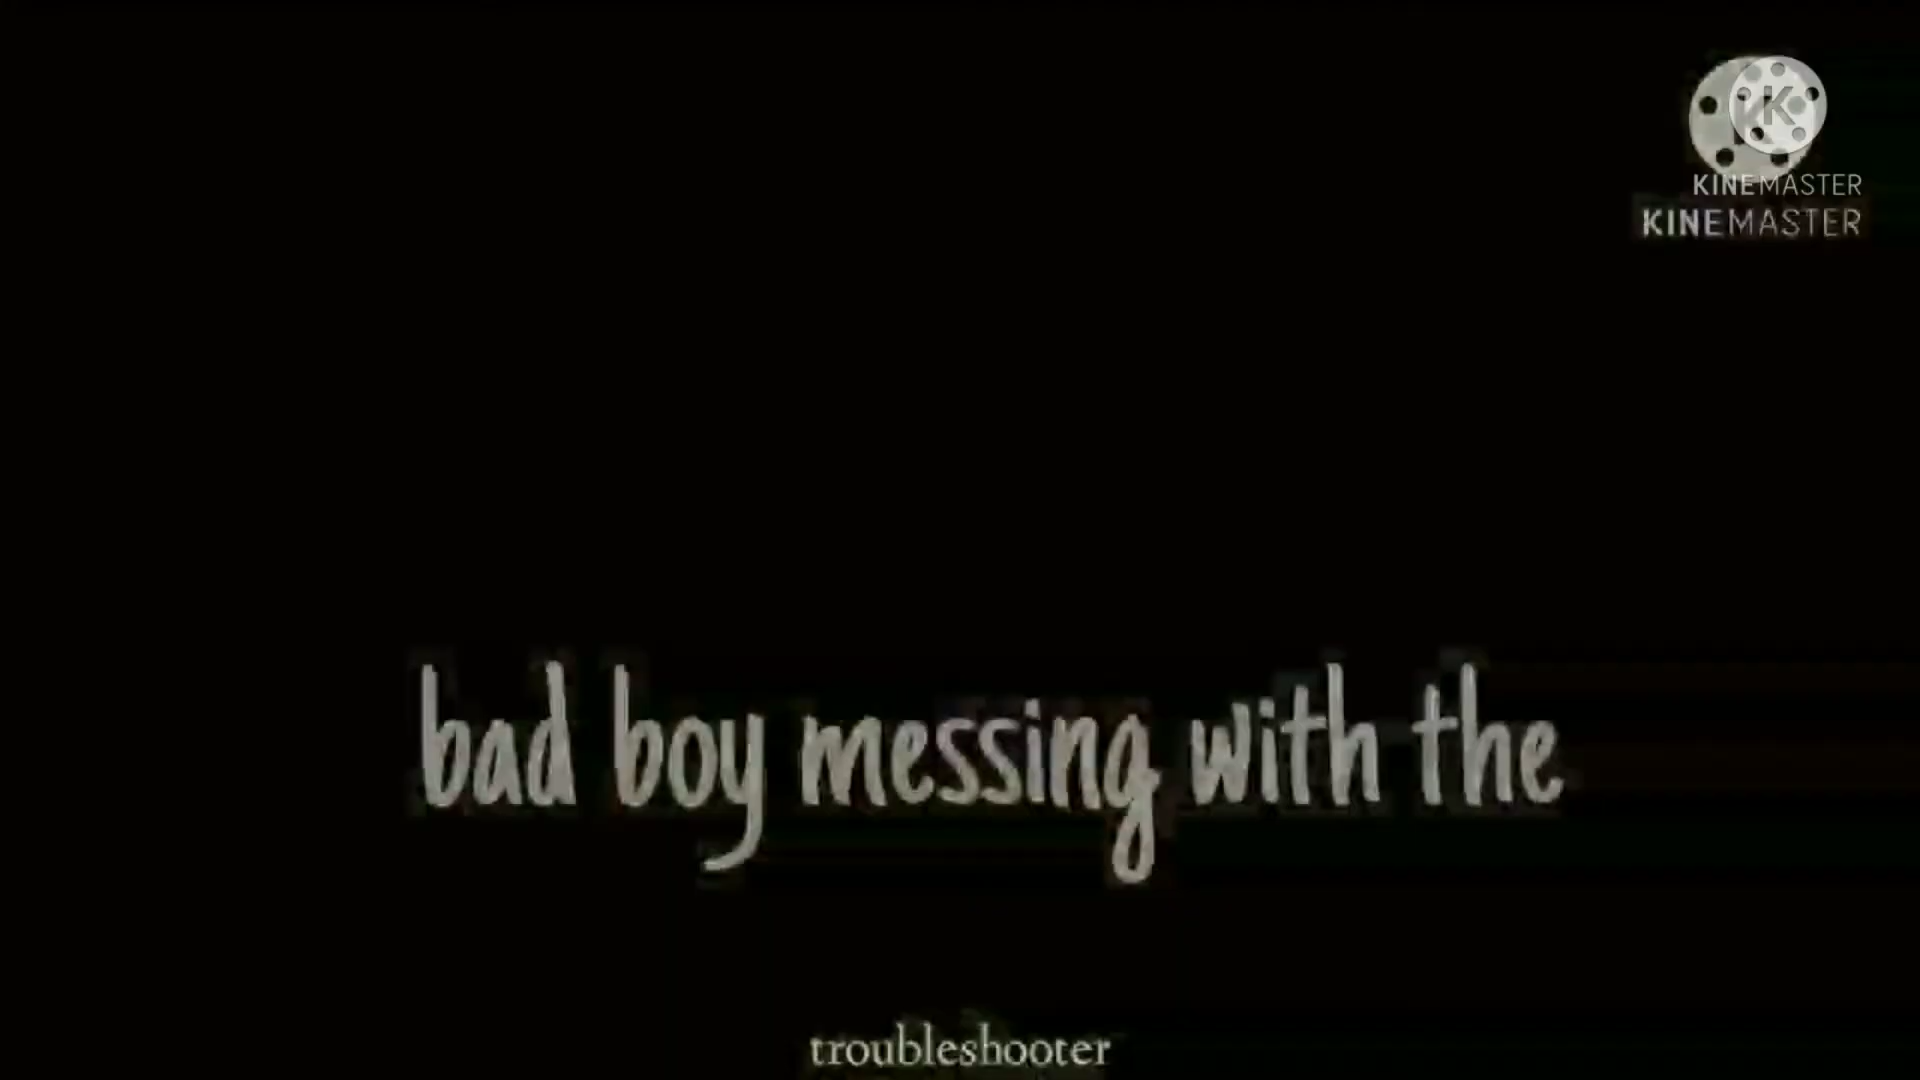 K
K
KINEMASTER
KINEMASTER
bad boy messing with the
troubleshooter